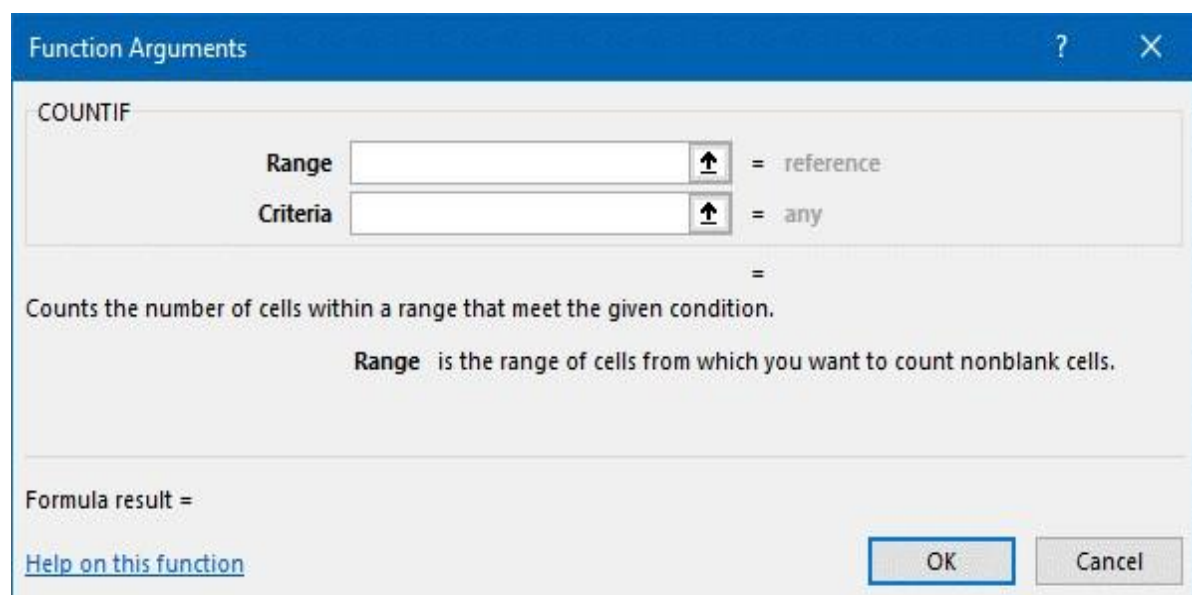 Function Arguments ? ×
COUNTIF
Range = reference
Criteria = any
=
Counts the number of cells within a range that meet the given condition.
Range is the range of cells from which you want to count nonblank cells.
Formula result =
Help on this function OK Cancel